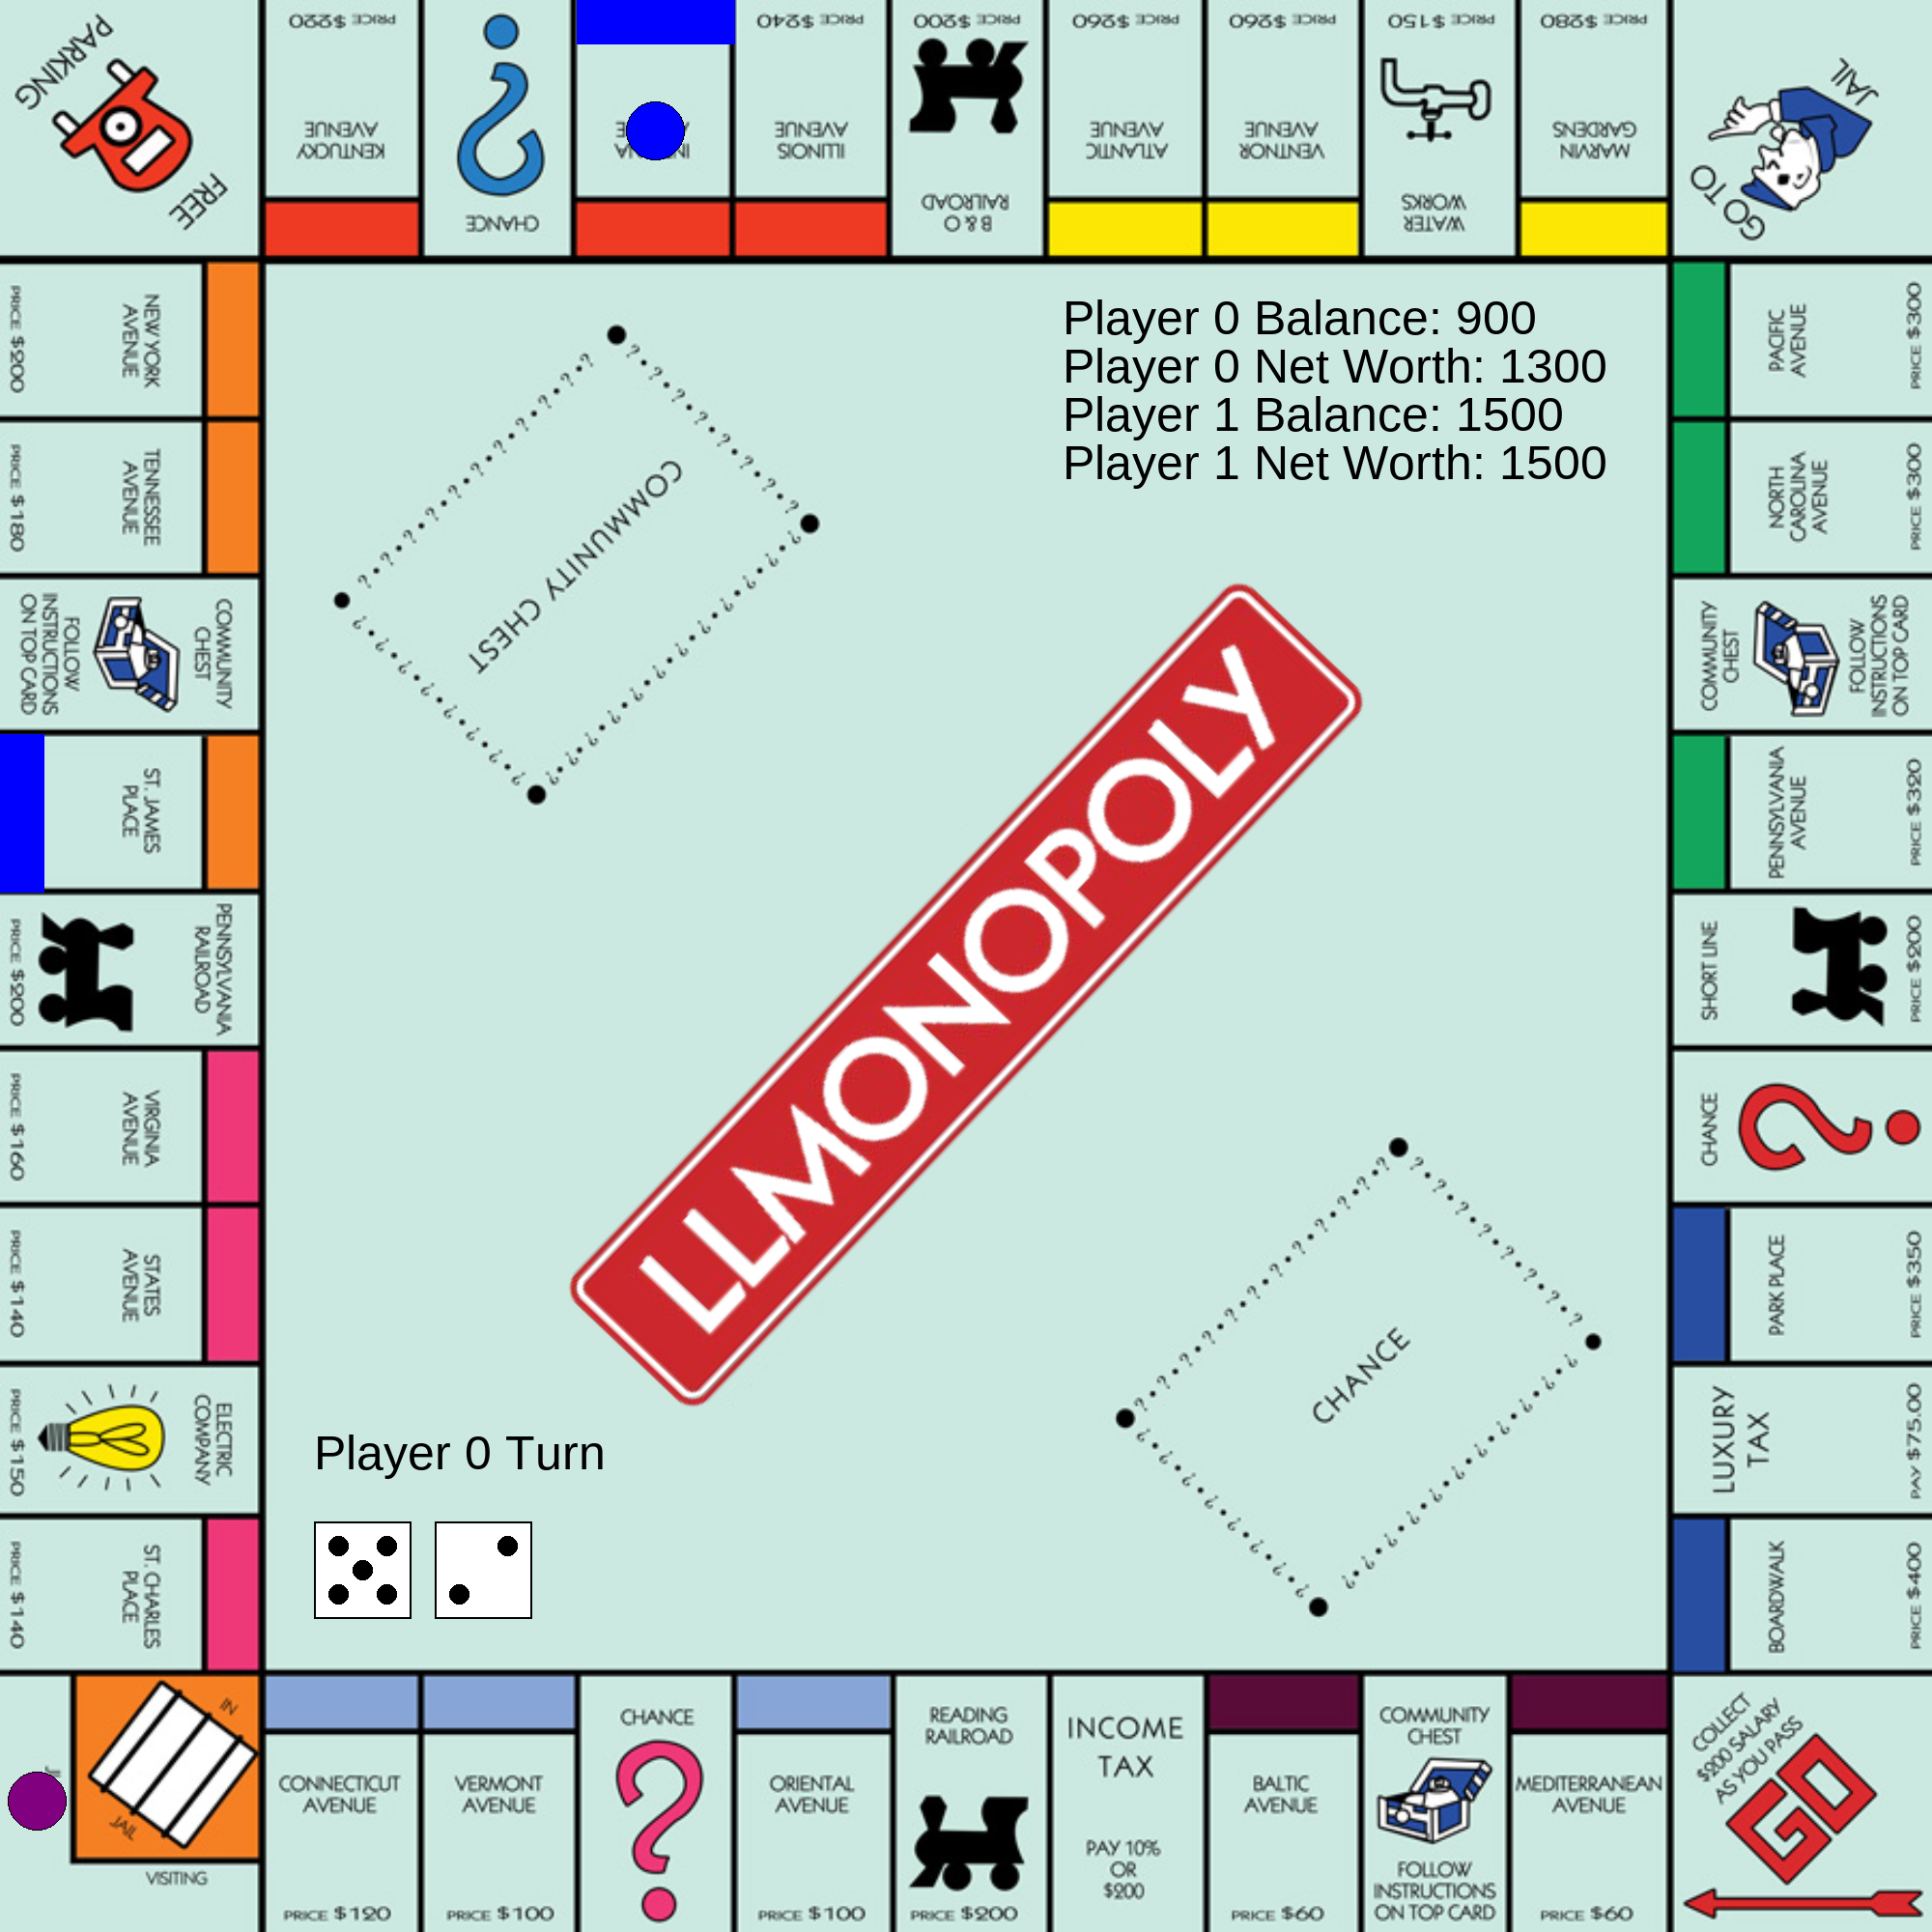 PARKING
FREE
PRICE $220
KENTUCKY
AVENUE
CHANCE
PRICE $240
ILLINOIS
AVENUE
PRICE $200
B & O
RAILROAD
PRICE $260
ATLANTIC
AVENUE
PRICE $260
VENTNOR
AVENUE
PRICE $150
WATER
WORKS
PRICE $280
MARVIN
GARDENS
GO TO
JAIL
NEW YORK
AVENUE
PRICE $200
TENNESSEE
AVENUE
PRICE $180
COMMUNITY
CHEST
FOLLOW
INSTRUCTIONS
ON TOP CARD
ST. JAMES
PLACE
PENNSYLVANIA
RAILROAD
PRICE $200
VIRGINIA
AVENUE
PRICE $160
STATES
AVENUE
PRICE $140
ELECTRIC
COMPANY
PRICE $150
ST. CHARLES
PLACE
PRICE $140
Player 0 Balance: 900
Player 0 Net Worth: 1300
Player 1 Balance: 1500
Player 1 Net Worth: 1500
COMMUNITY CHEST
LLMONOPOLY
CHANCE
Player 0 Turn
PACIFIC
AVENUE
PRICE $300
NORTH
CAROLINA
AVENUE
PRICE $300
COMMUNITY
CHEST
FOLLOW
INSTRUCTIONS
ON TOP CARD
PENNSYLVANIA
AVENUE
PRICE $320
SHORT LINE
PRICE $200
CHANCE
PARK PLACE
PRICE $350
LUXURY
TAX
PAY $75.00
BOARDWALK
PRICE $400
IN
JAIL
VISITING
CONNECTICUT
AVENUE
PRICE $120
VERMONT
AVENUE
PRICE $100
CHANCE
ORIENTAL
AVENUE
PRICE $100
READING
RAILROAD
PRICE $200
INCOME
TAX
PAY 10%
OR
$200
BALTIC
AVENUE
PRICE $60
COMMUNITY
CHEST
FOLLOW
INSTRUCTIONS
ON TOP CARD
MEDITERRANEAN
AVENUE
PRICE $60
COLLECT
$200 SALARY
AS YOU PASS
GO